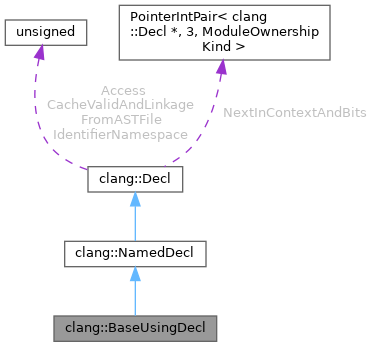 unsigned
PointerIntPair< clang
::Decl *, 3, ModuleOwnership
Kind >
Access
CacheValidAndLinkage
FromASTFile
IdentifierNamespace
NextInContextAndBits
clang::Decl
clang::NamedDecl
clang::BaseUsingDecl